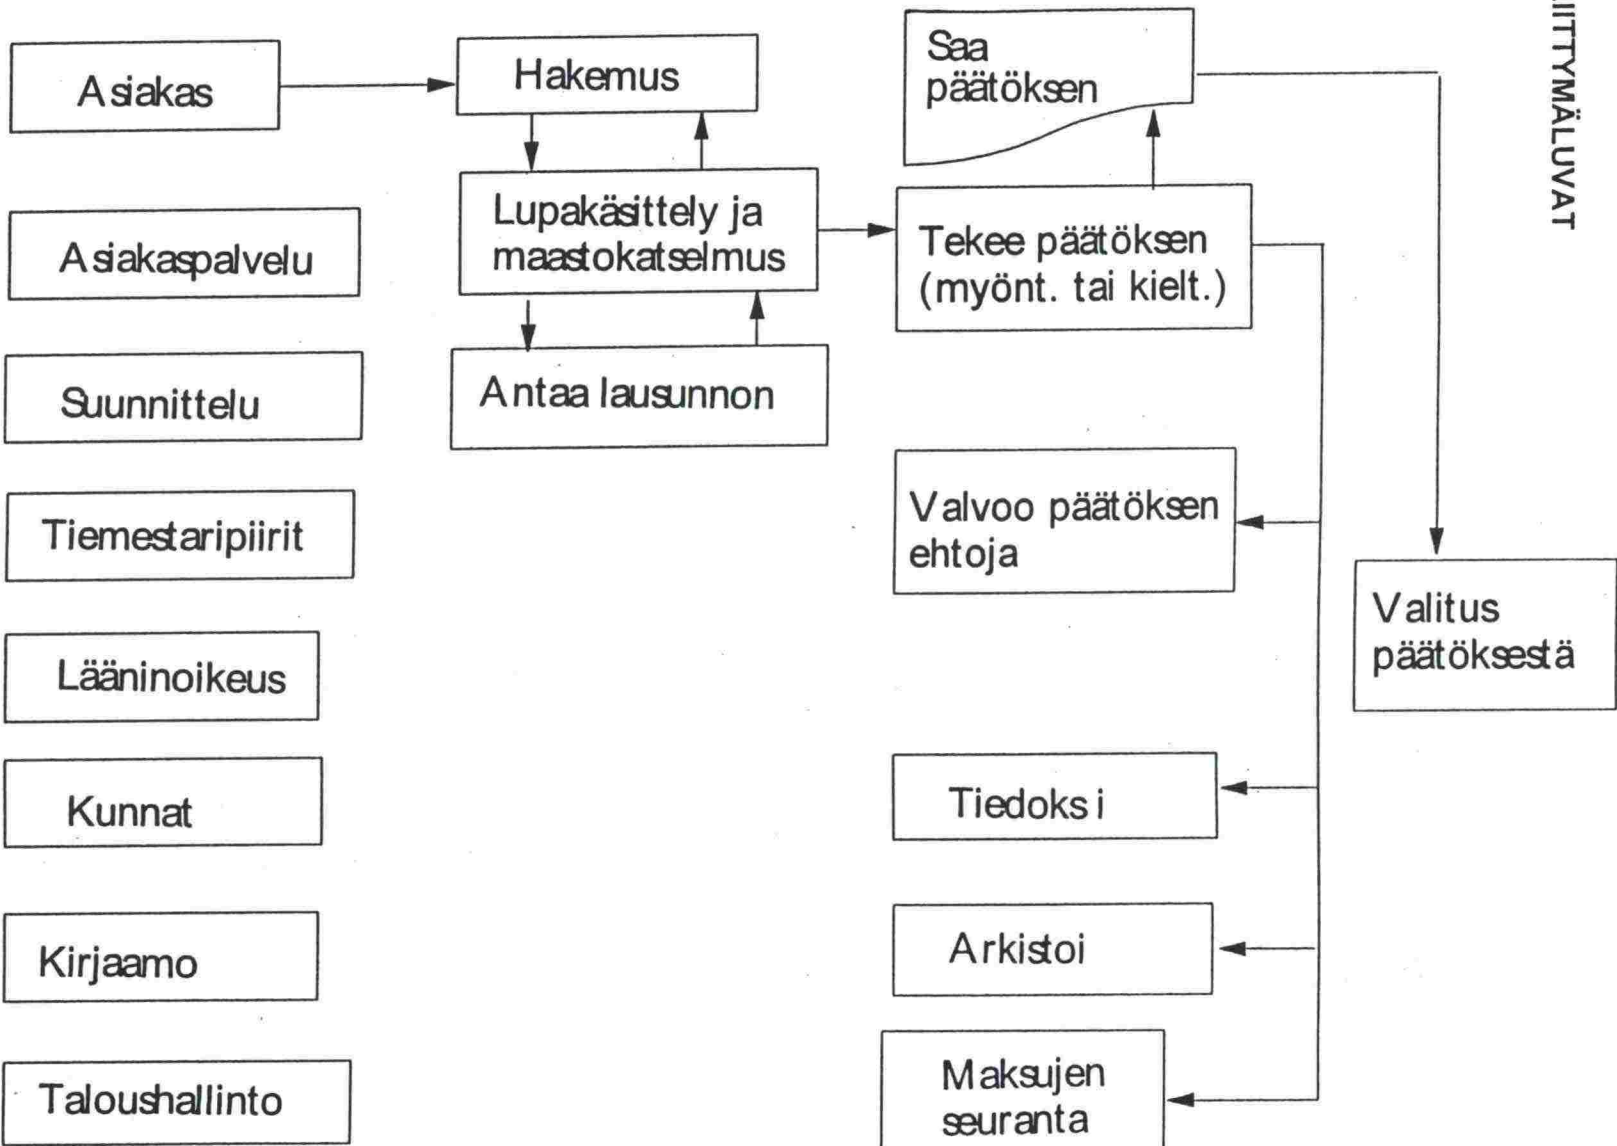 Asiakas
Hakemus
Saa
päätöksen
Asiakaspalvelu
Lupakäsittely ja
maastokatselmus
Tekee päätöksen
(myönt. tai kielt.)
Suunnittelu
Antaa lausunnon
Tiemestaripiirit
Valvoo päätöksen
ehtoja
Lääninoikeus
Valitus
päätöksestä
Kunnat
Tiedoksi
Kirjaamo
Arkistoi
Taloushallinto
Maksujen
seuranta